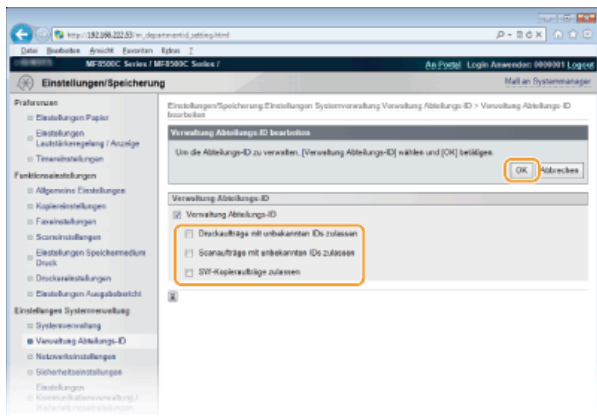 http://192.168.222.53/m_departmentid_setting.html
Datei Bearbeiten Ansicht Favoriten Extras ?
MF8500C Series / MF8500C Series /
An Portal Login Anwender: 0000001 Logout
Einstellungen/Speicherung
Mail an Systemmanager
Präferenzen
Einstellungen Papier
Einstellungen Lautstärkeregelung / Anzeige
Timereinstellungen
Funktionseinstellungen
Allgemeine Einstellungen
Kopiereinstellungen
Faxeinstellungen
Scaneinstellungen
Einstellungen Speichermedium Druck
Druckereinstellungen
Einstellungen Ausgabebericht
Einstellungen Systemverwaltung
Systemverwaltung
Verwaltung Abteilungs-ID
Netzwerkeinstellungen
Sicherheitseinstellungen
Einstellungen
Kommunikationsverwaltung /
Einstellungen/Speicherung:Einstellungen Systemverwaltung:Verwaltung Abteilungs-ID > Verwaltung Abteilungs-ID
bearbeiten
Verwaltung Abteilungs-ID bearbeiten
Um die Abteilungs-ID zu verwalten, [Verwaltung Abteilungs-ID] wählen und [OK] betätigen.
OK Abbrechen
Verwaltung Abteilungs-ID
Verwaltung Abteilungs-ID
Druckaufträge mit unbekannten IDs zulassen
Scanaufträge mit unbekannten IDs zulassen
SW-Kopieraufträge zulassen